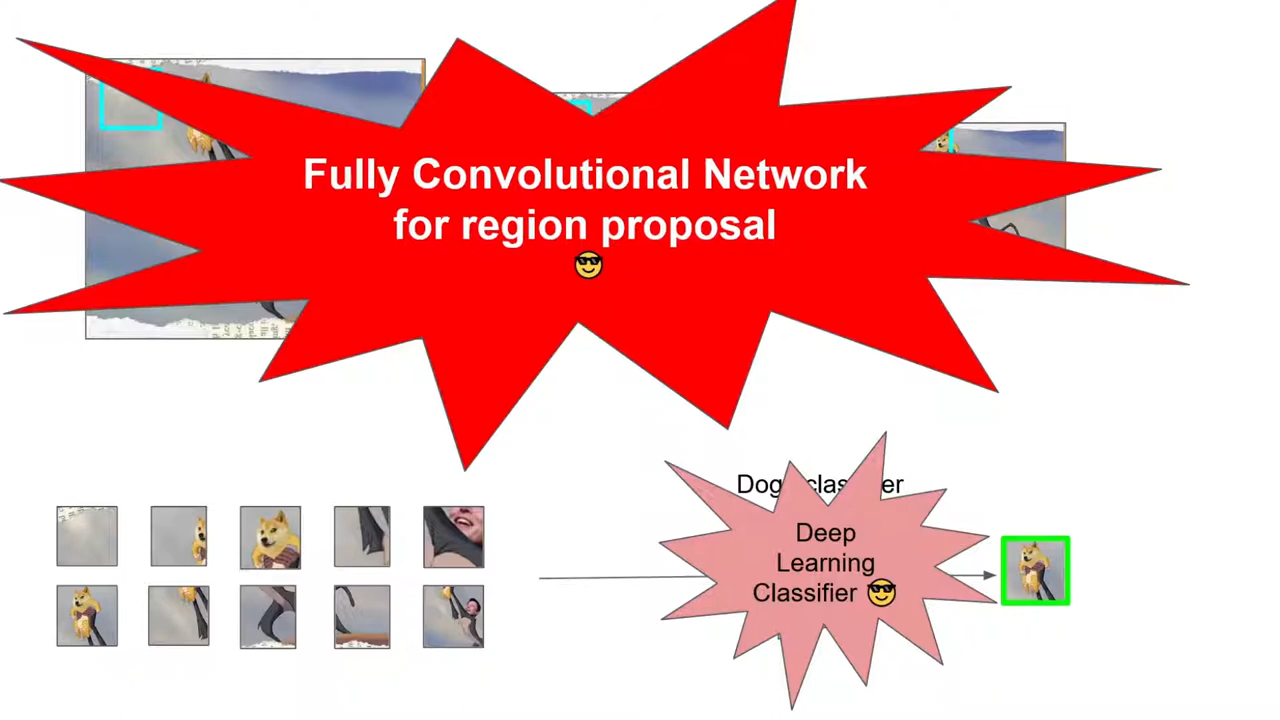 Fully Convolutional Network
for region proposal
😎
Deep
Learning
Classifier 😎